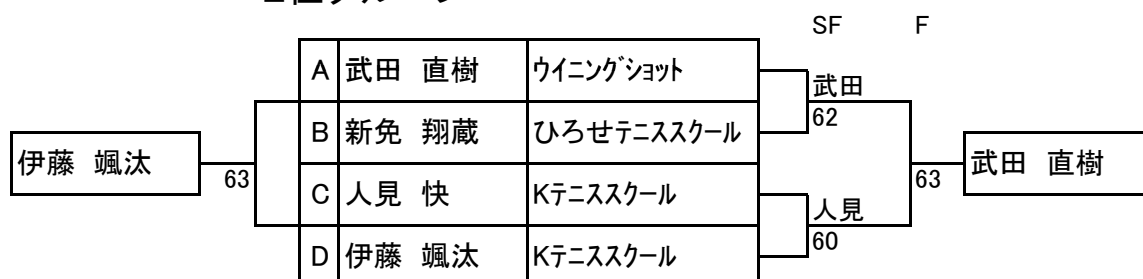 SF F
A 武田 直樹 ウイニングショット
武田
62
B 新免 翔蔵 ひろせテニススクール
伊藤 颯汰 63
63 武田 直樹
C 人見 快 Kテニススクール
人見
60
D 伊藤 颯汰 Kテニススクール